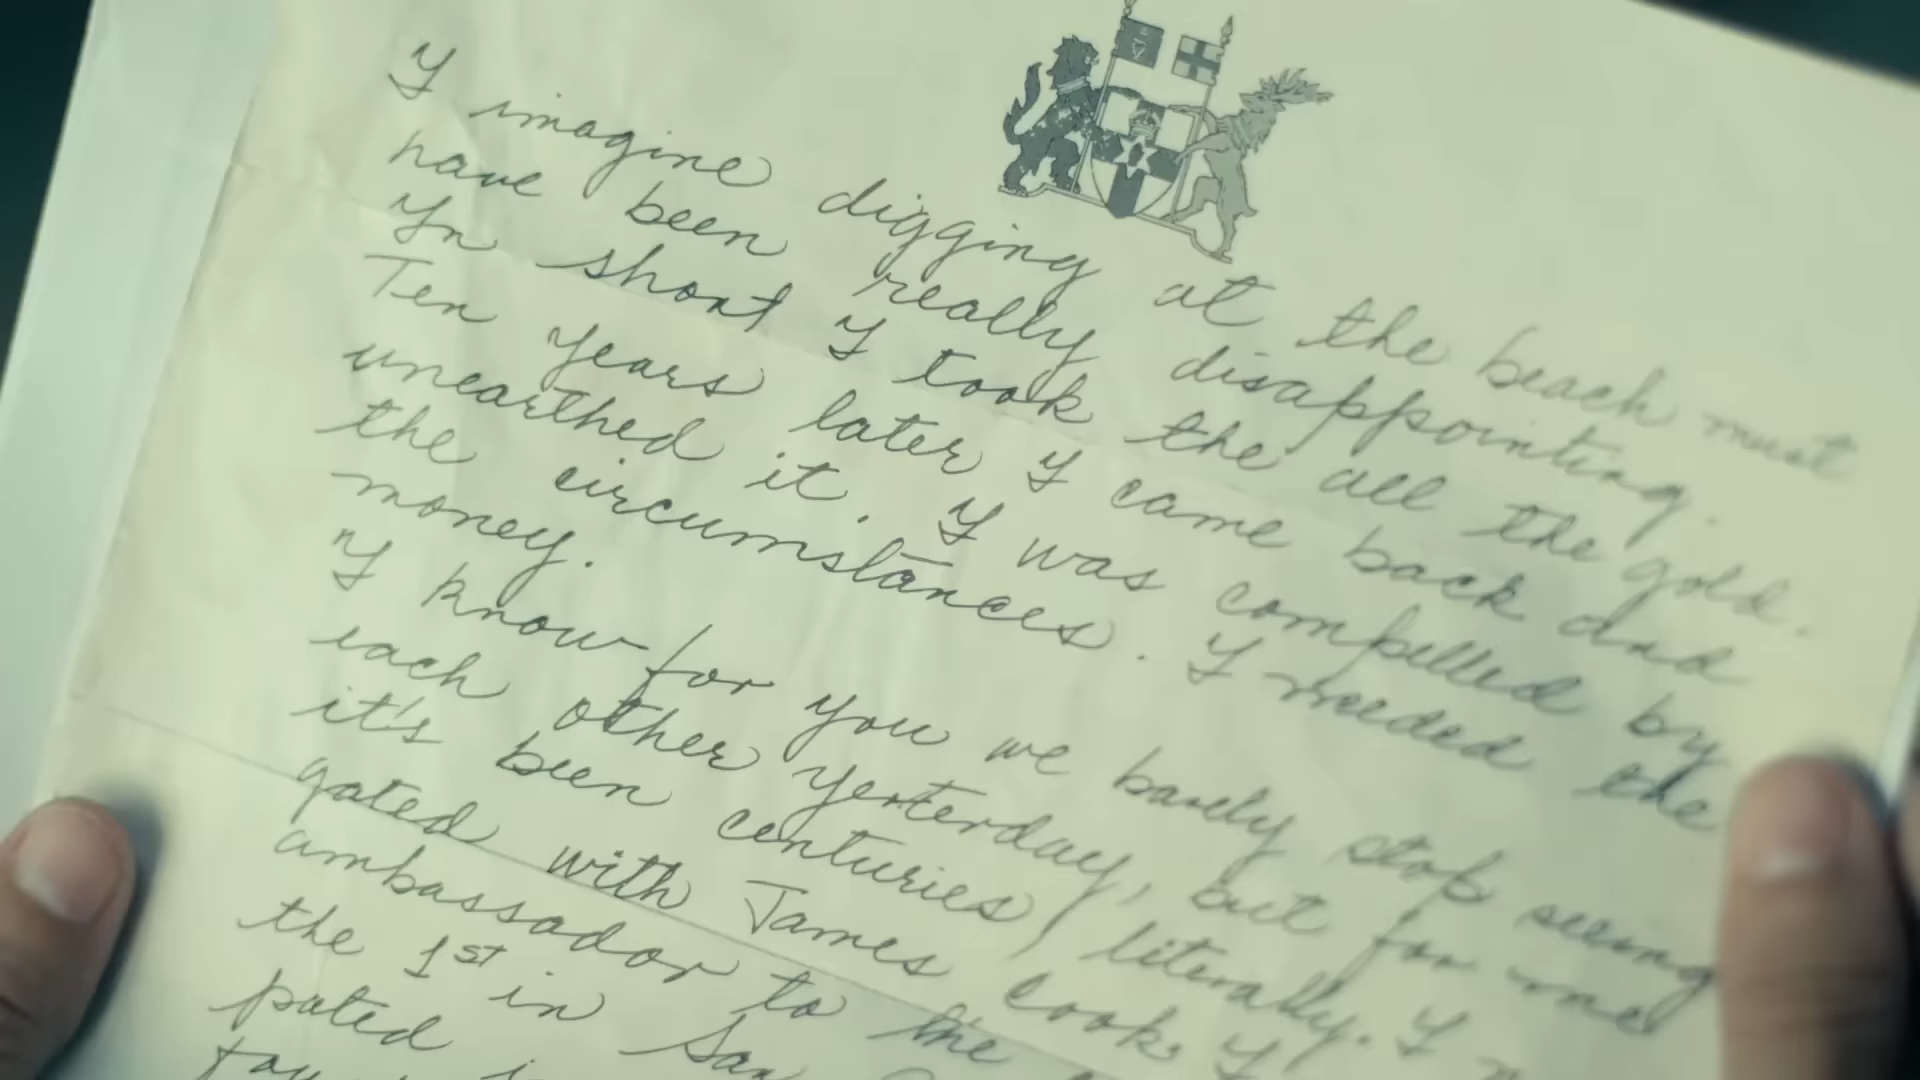 I imagine digging at the beach must
have been really disappointing.
In short I took the all the gold.
Ten years later I came back and
unearthed it. I was compelled by
the circumstances. I needed the
money.
I know for you we barely stop seeing
each other yesterday, but for me
it's been centuries, literally. I
gated with James Cook. I
ambassador to the
the 1st in San
pated